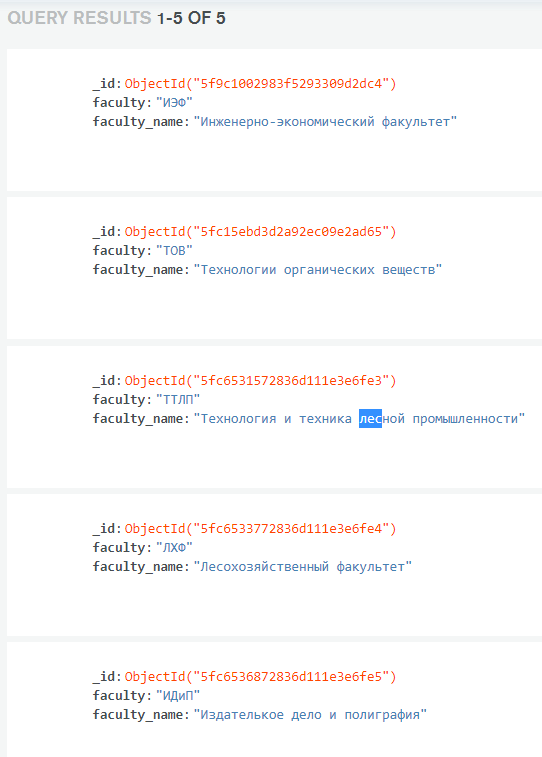 QUERY RESULTS 1-5 OF 5
_id: ObjectId("5f9c1002983f5293309d2dc4")
faculty: "ИЭФ"
faculty_name: "Инженерно-экономический факультет"
_id: ObjectId("5fc15ebd3d2a92ec09e2ad65")
faculty: "ТОВ"
faculty_name: "Технологии органических веществ"
_id: ObjectId("5fc6531572836d111e3e6fe3")
faculty: "ТТЛП"
faculty_name: "Технология и техника лесной промышленности"
_id: ObjectId("5fc6533772836d111e3e6fe4")
faculty: "ЛХФ"
faculty_name: "Лесохозяйственный факультет"
_id: ObjectId("5fc6536872836d111e3e6fe5")
faculty: "ИДиП"
faculty_name: "Издателькое дело и полиграфия"